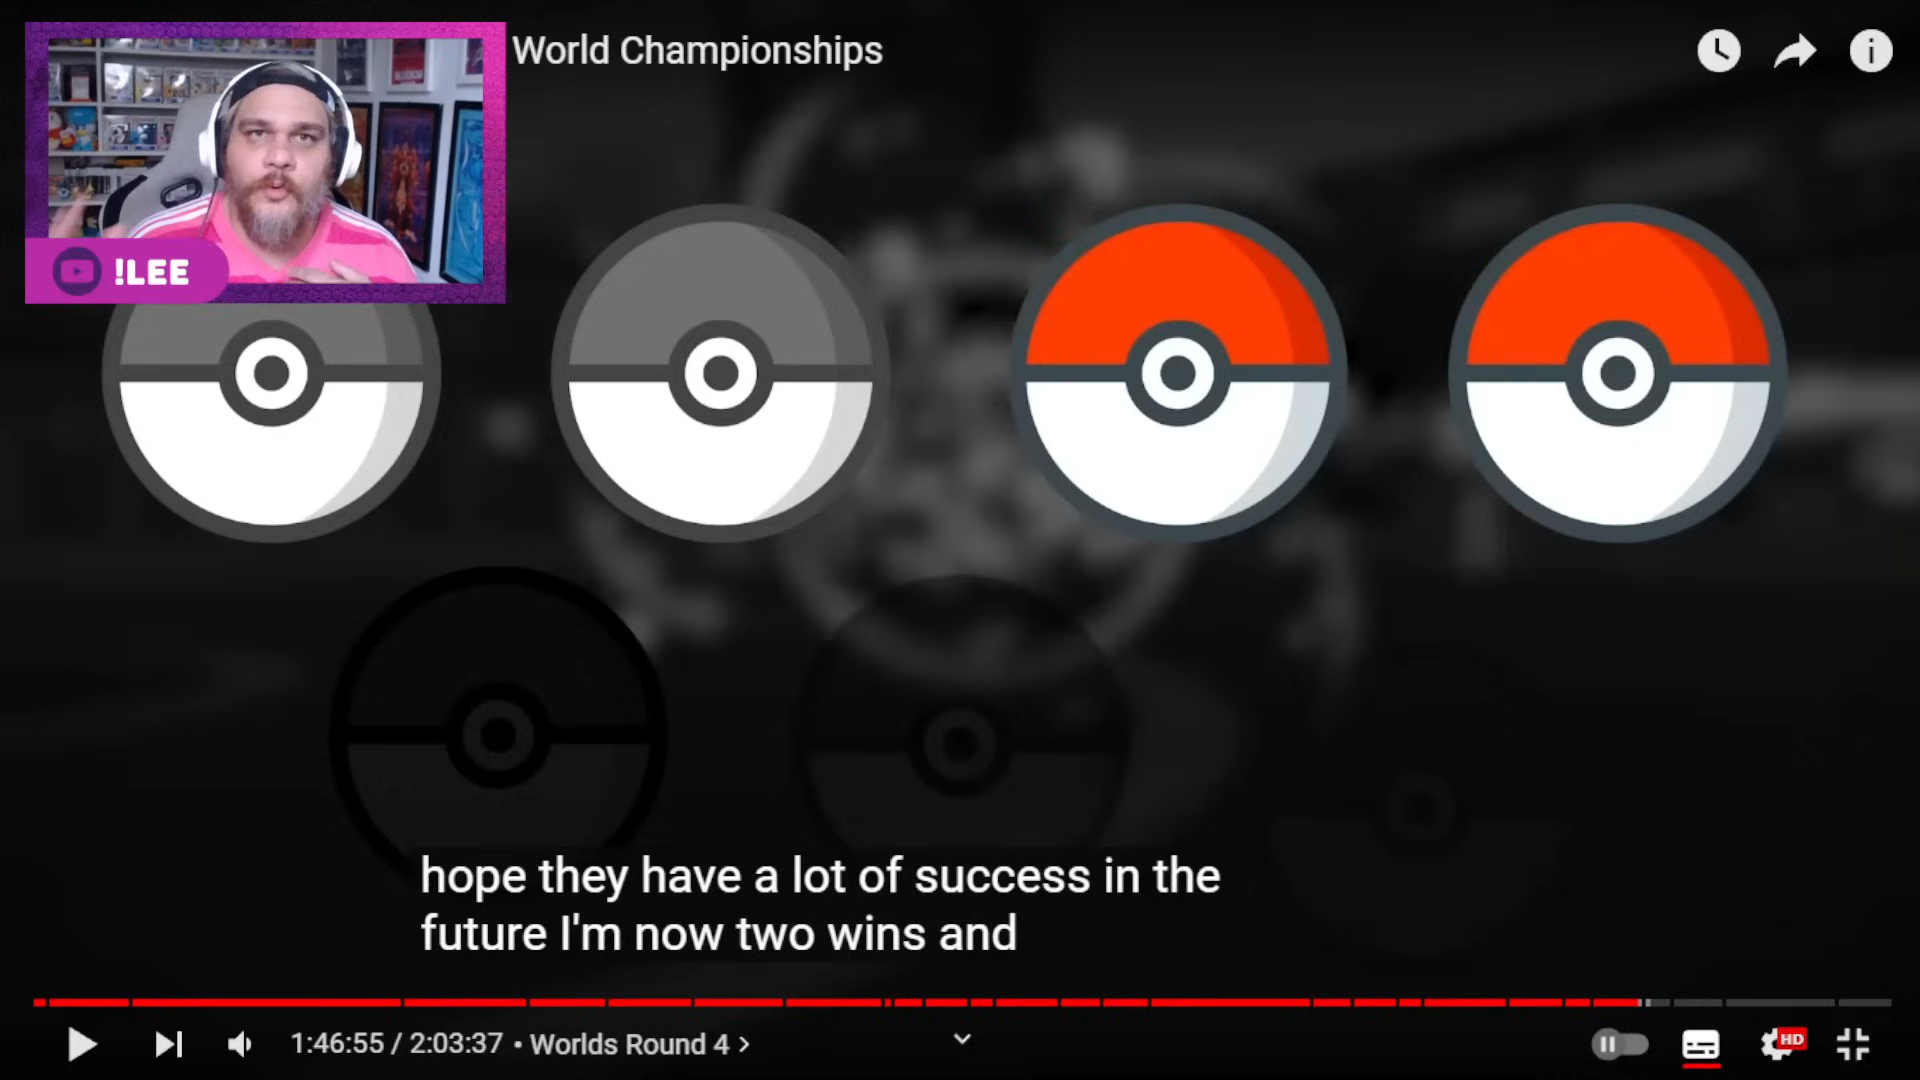 World Championships
!LEE
hope they have a lot of success in the
future I'm now two wins and
1:46:55 / 2:03:37 • Worlds Round 4 >
HD